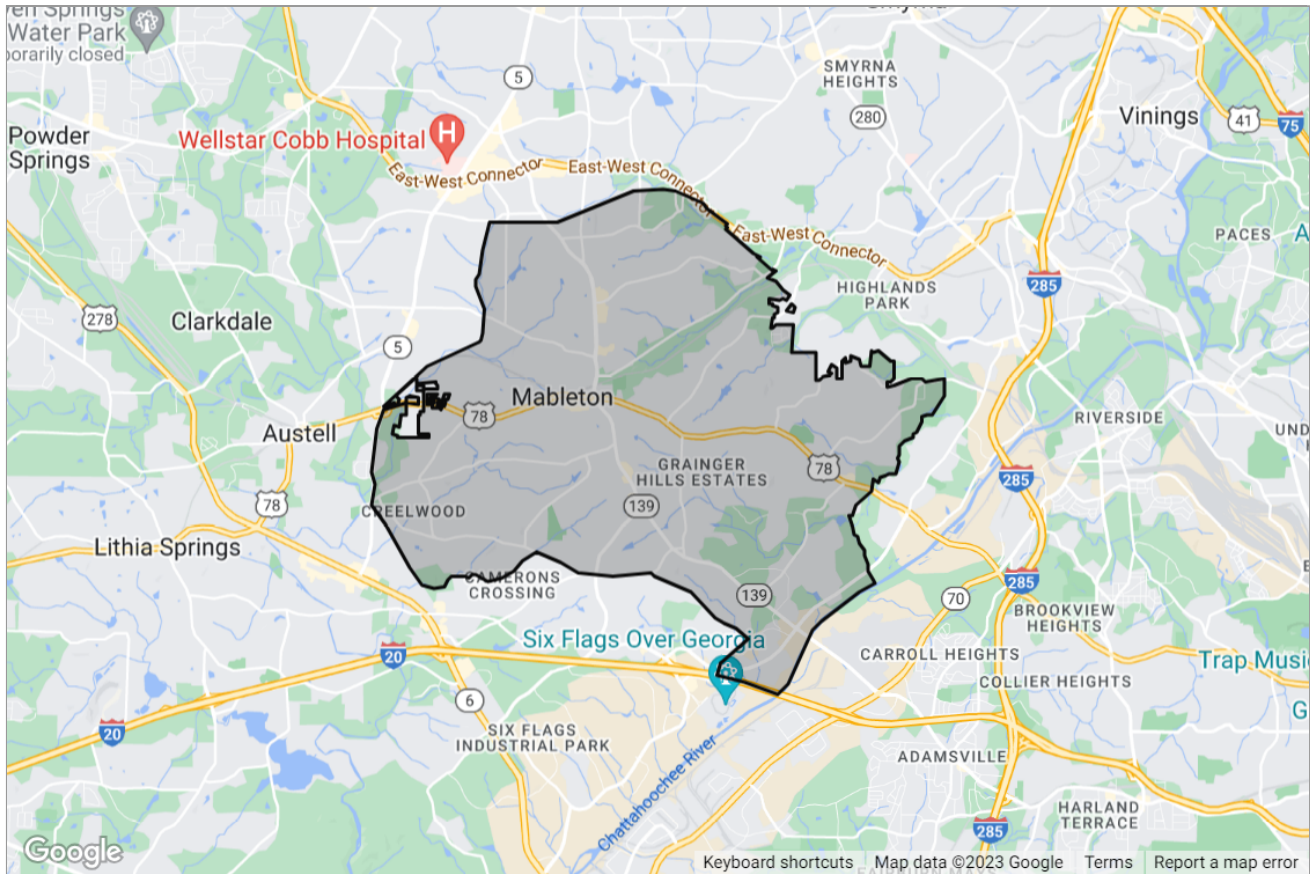 Water Park
SMYRNA
HEIGHTS
5
280
Vinings
41
75
Powder
Springs
Wellstar Cobb Hospital
H
East-West Connector
East-West Connector
East-West Connector
PACES
285
HIGHLANDS
PARK
278
Clarkdale
5
Mableton
78
RIVERSIDE
Austell
GRAINGER
HILLS ESTATES
78
285
78
139
CREELWOOD
Lithia Springs
CAMERONS
CROSSING
139
70
285
BROOKVIEW
HEIGHTS
Six Flags Over Georgia
20
CARROLL HEIGHTS
COLLIER HEIGHTS
Trap Musi
6
20
SIX FLAGS
INDUSTRIAL PARK
ADAMSVILLE
Chattahoochee River
HARLAND
TERRACE
285
Google
Keyboard shortcuts
Map data ©2023 Google
Terms
Report a map error